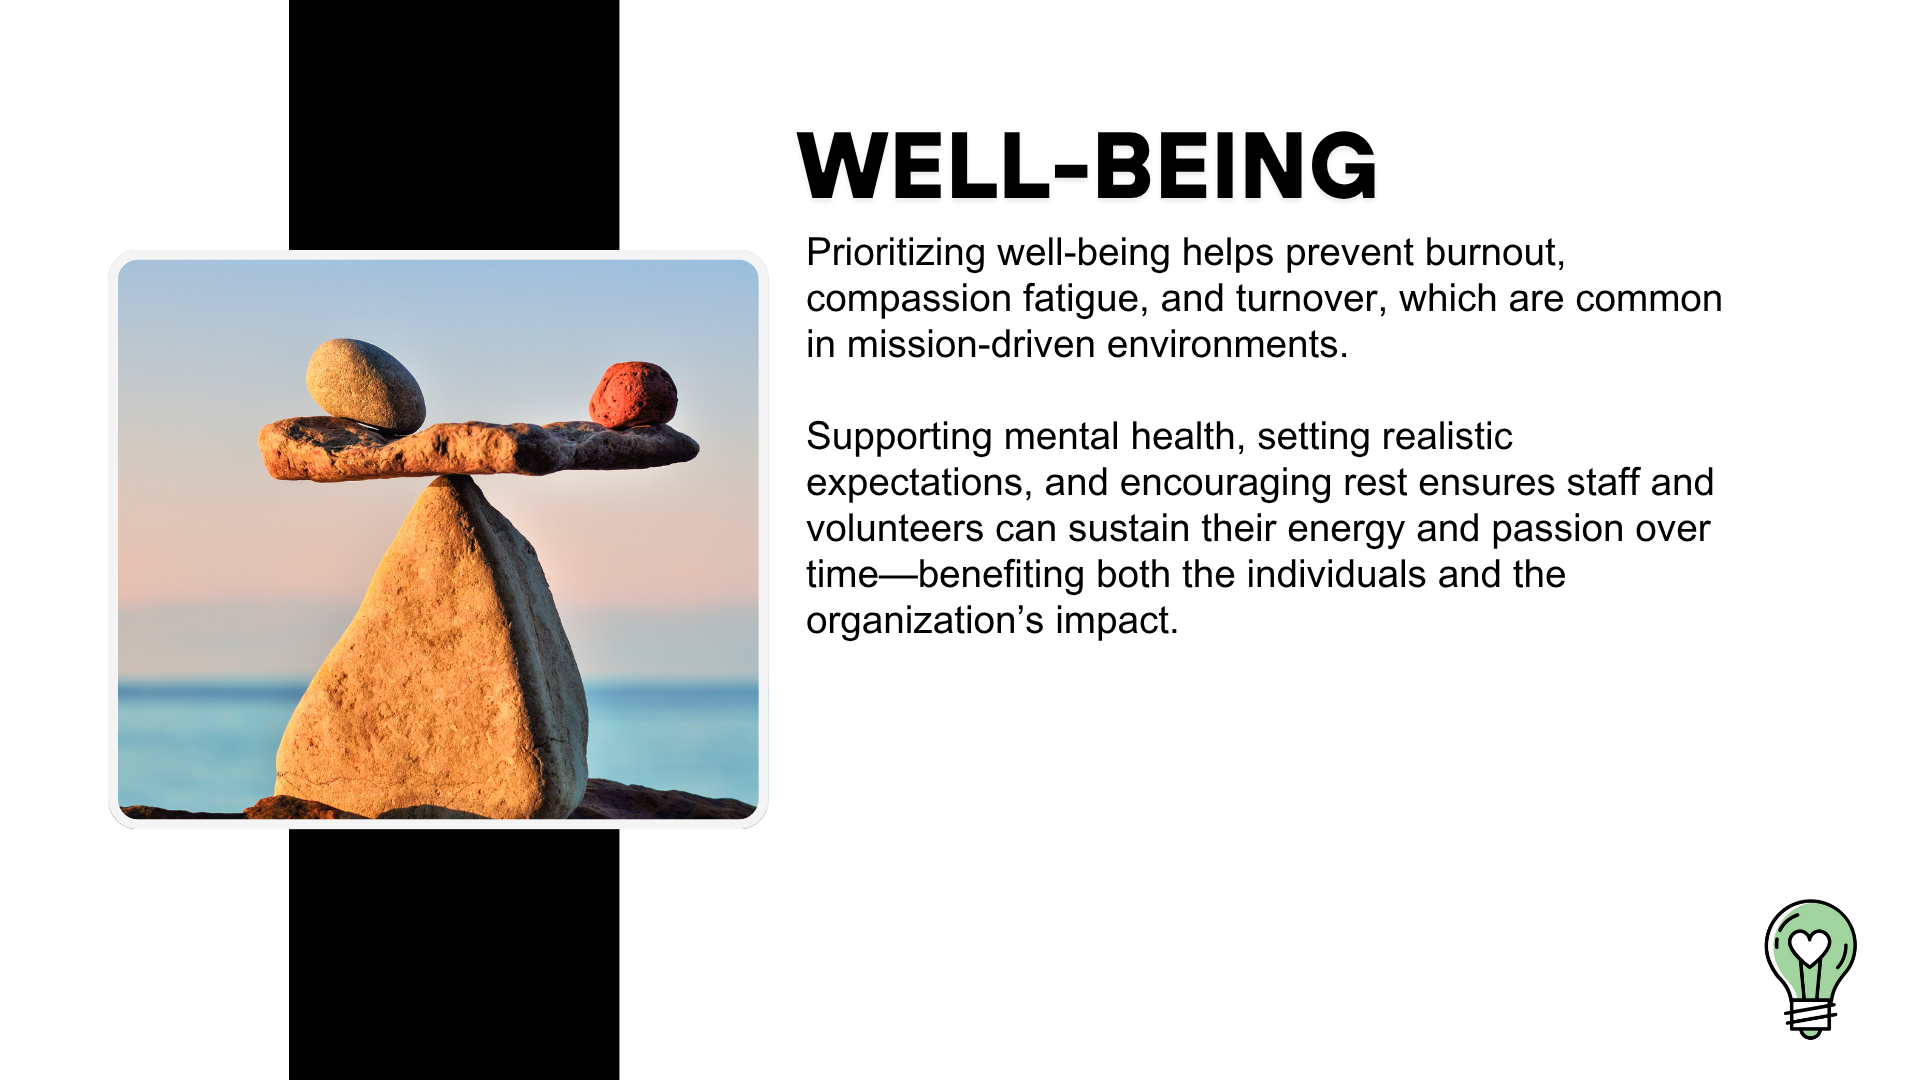 WELL-BEING
Prioritizing well-being helps prevent burnout,
compassion fatigue, and turnover, which are common
in mission-driven environments.
Supporting mental health, setting realistic
expectations, and encouraging rest ensures staff and
volunteers can sustain their energy and passion over
time—benefiting both the individuals and the
organization’s impact.